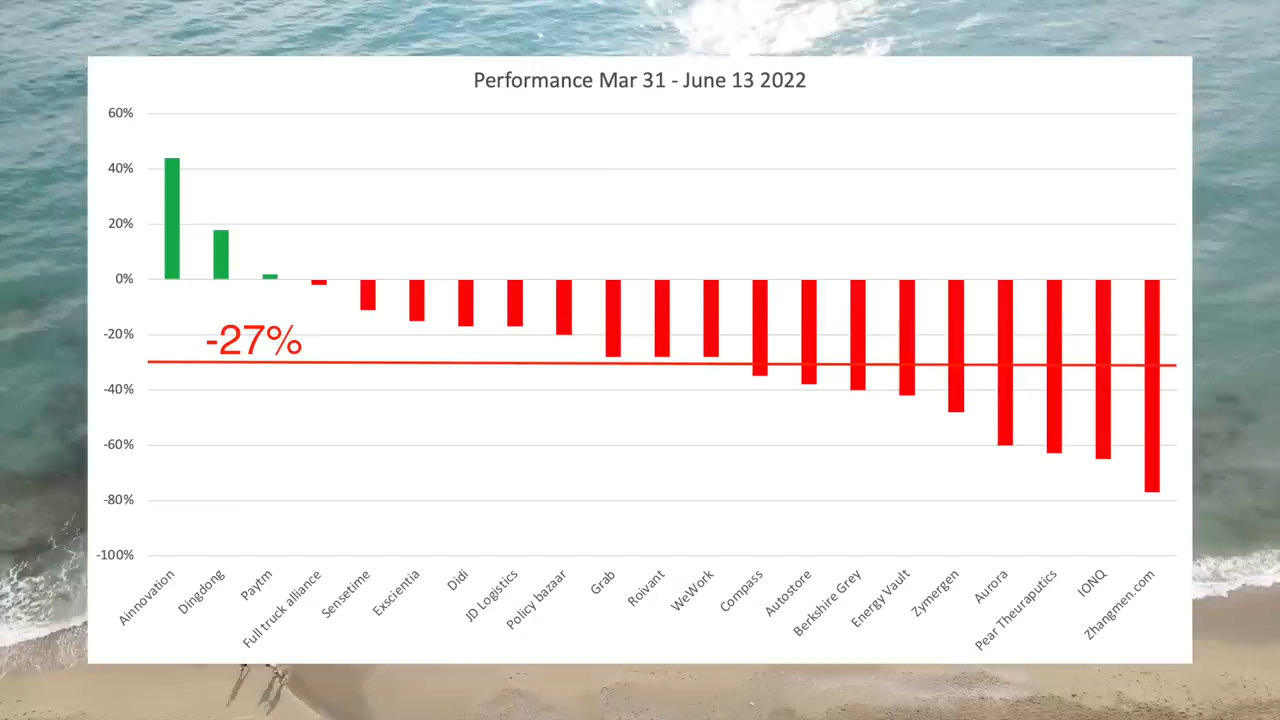 Performance Mar 31 - June 13 2022
60%
40%
20%
0%
-20%
-40%
-60%
-80%
-100%
-27%
Ainnovation
Dingdong
Paytm
Full truck alliance
Sensetime
Exscientia
Didi
JD Logistics
Policy bazaar
Grab
Roivant
WeWork
Compass
Autostore
Berkshire Grey
Energy Vault
Zymergen
Aurora
Pear Theuraputics
IONQ
Zhangmen.com